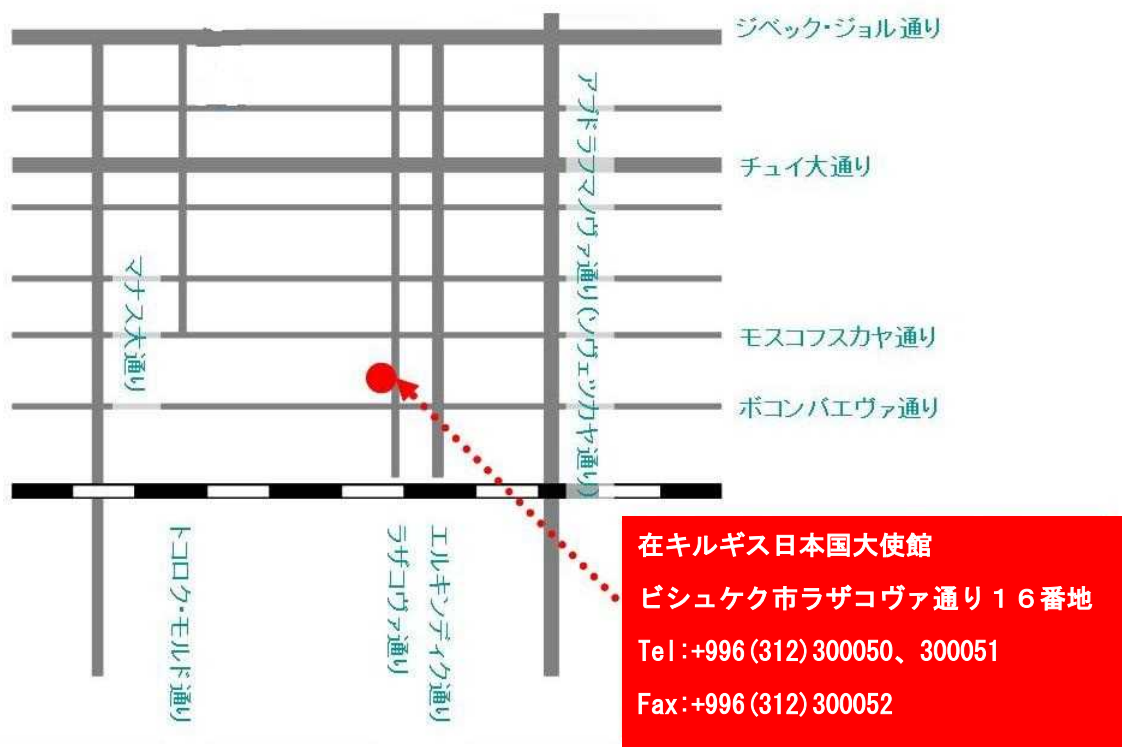 ジベック・ジョル通り
アブドラフマノヴァ通り(ソヴェツカヤ通り)
チュイ大通り
マナス大通り
モスコフスカヤ通り
ボコンバエヴァ通り
トコロク・モルド通り
ラザコヴァ通り
エルキンディク通り
在キルギス日本国大使館
ビシュケク市ラザコヴァ通り１６番地
Tel:+996(312)300050、300051
Fax:+996(312)300052